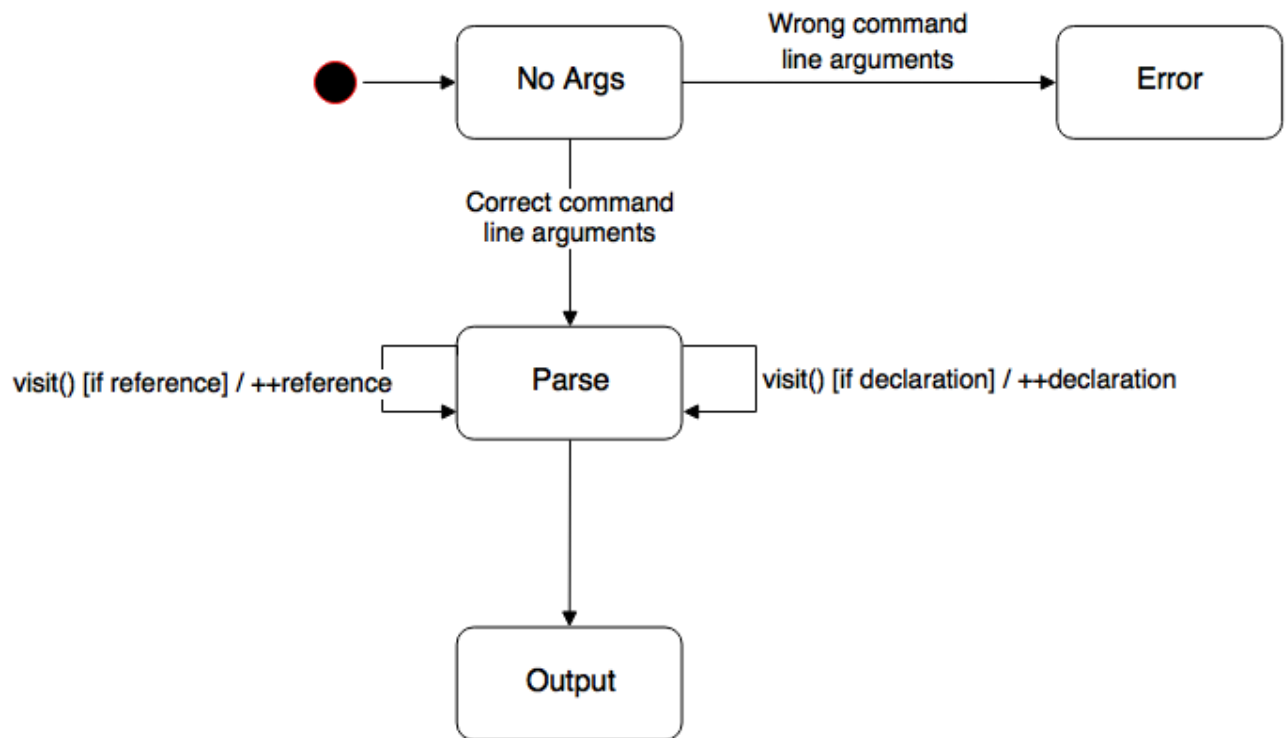 Wrong command
line arguments
No Args
Error
Correct command
line arguments
visit() [if reference] / ++reference
Parse
visit() [if declaration] / ++declaration
Output